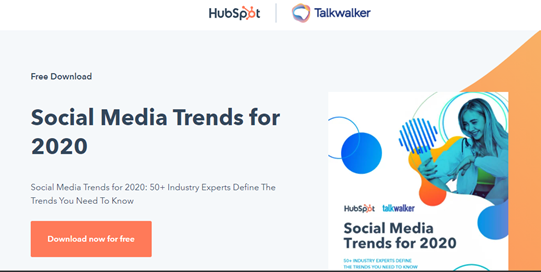 HubSpot Talkwalker
Free Download
Social Media Trends for
2020
Social Media Trends for 2020: 50+ Industry Experts Define The
Trends You Need To Know
Download now for free
HubSpot talkwalker
Social Media
Trends for 2020
50+ INDUSTRY EXPERTS DEFINE
THE TRENDS YOU NEED TO KNOW